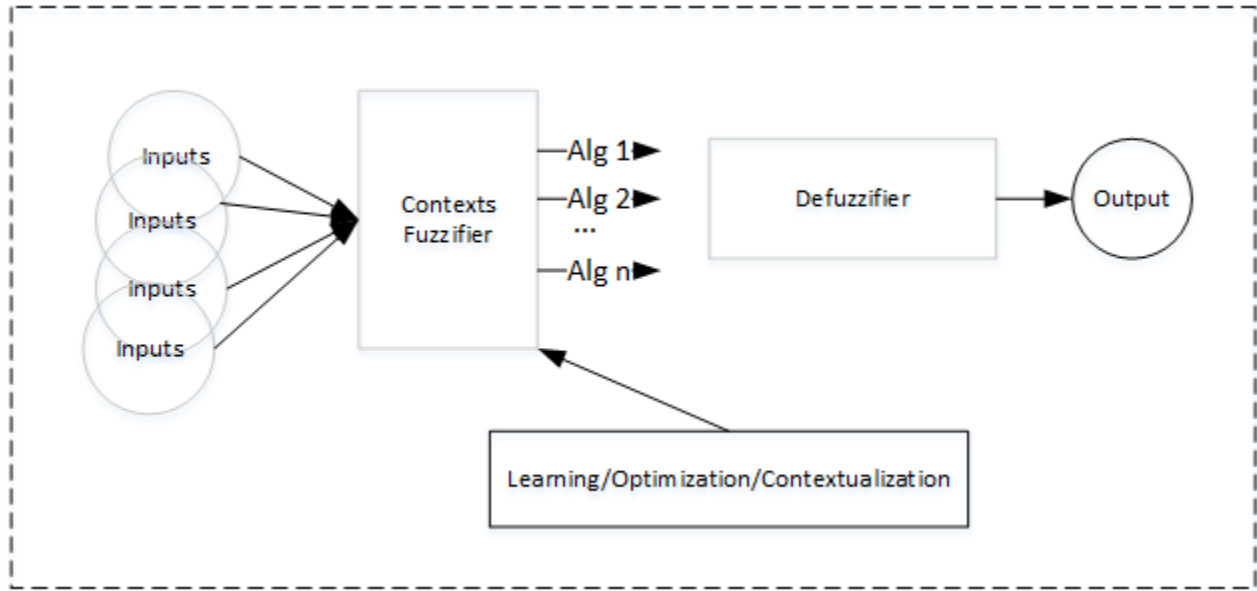 Inputs
Inputs
Inputs
Inputs
Contexts
Fuzzifier
Alg 1
Alg 2
...
Alg n
Defuzzifier
Output
Learning/Optimization/Contextualization